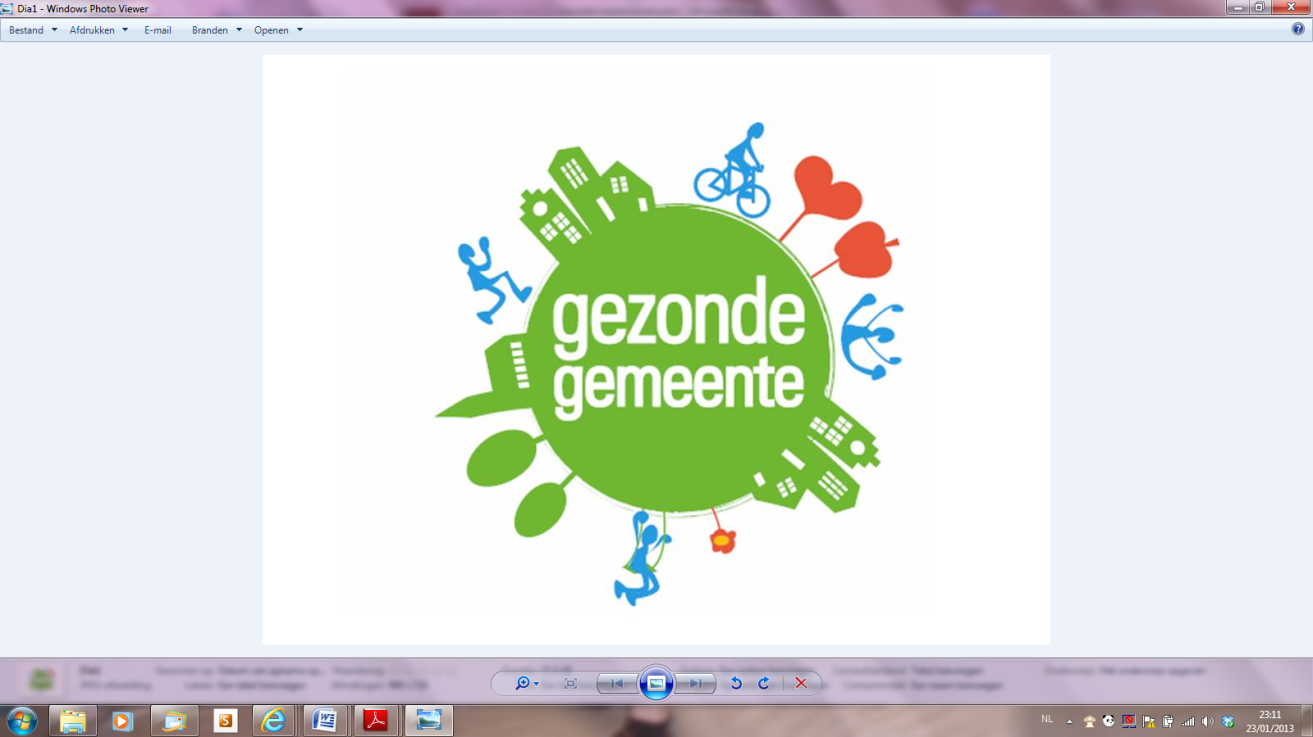 Dia1 - Windows Photo Viewer
Bestand Afdrukken E-mail Branden Openen
gezonde
gemeente
NL
23:11
23/01/2013